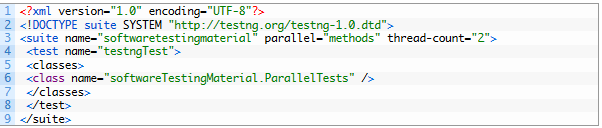 1 <?xml version="1.0" encoding="UTF-8"?>
2 <!DOCTYPE suite SYSTEM "http://testng.org/testng-1.0.dtd">
3 <suite name="softwaretestingmaterial" parallel="methods" thread-count="2">
4 <test name="testngTest">
5 <classes>
6 <class name="softwareTestingMaterial.ParallelTests" />
7 </classes>
8 </test>
9 </suite>